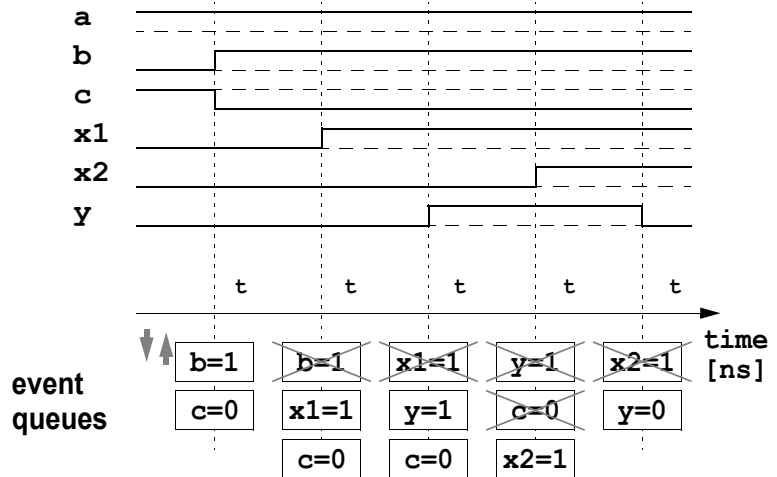 a
b
c
x1
x2
y
t t t t t
time
[ns]
event
queues
b=1 b=1 x1=1 y=1 x2=1
c=0 x1=1 y=1 c=0 y=0
c=0 c=0 x2=1